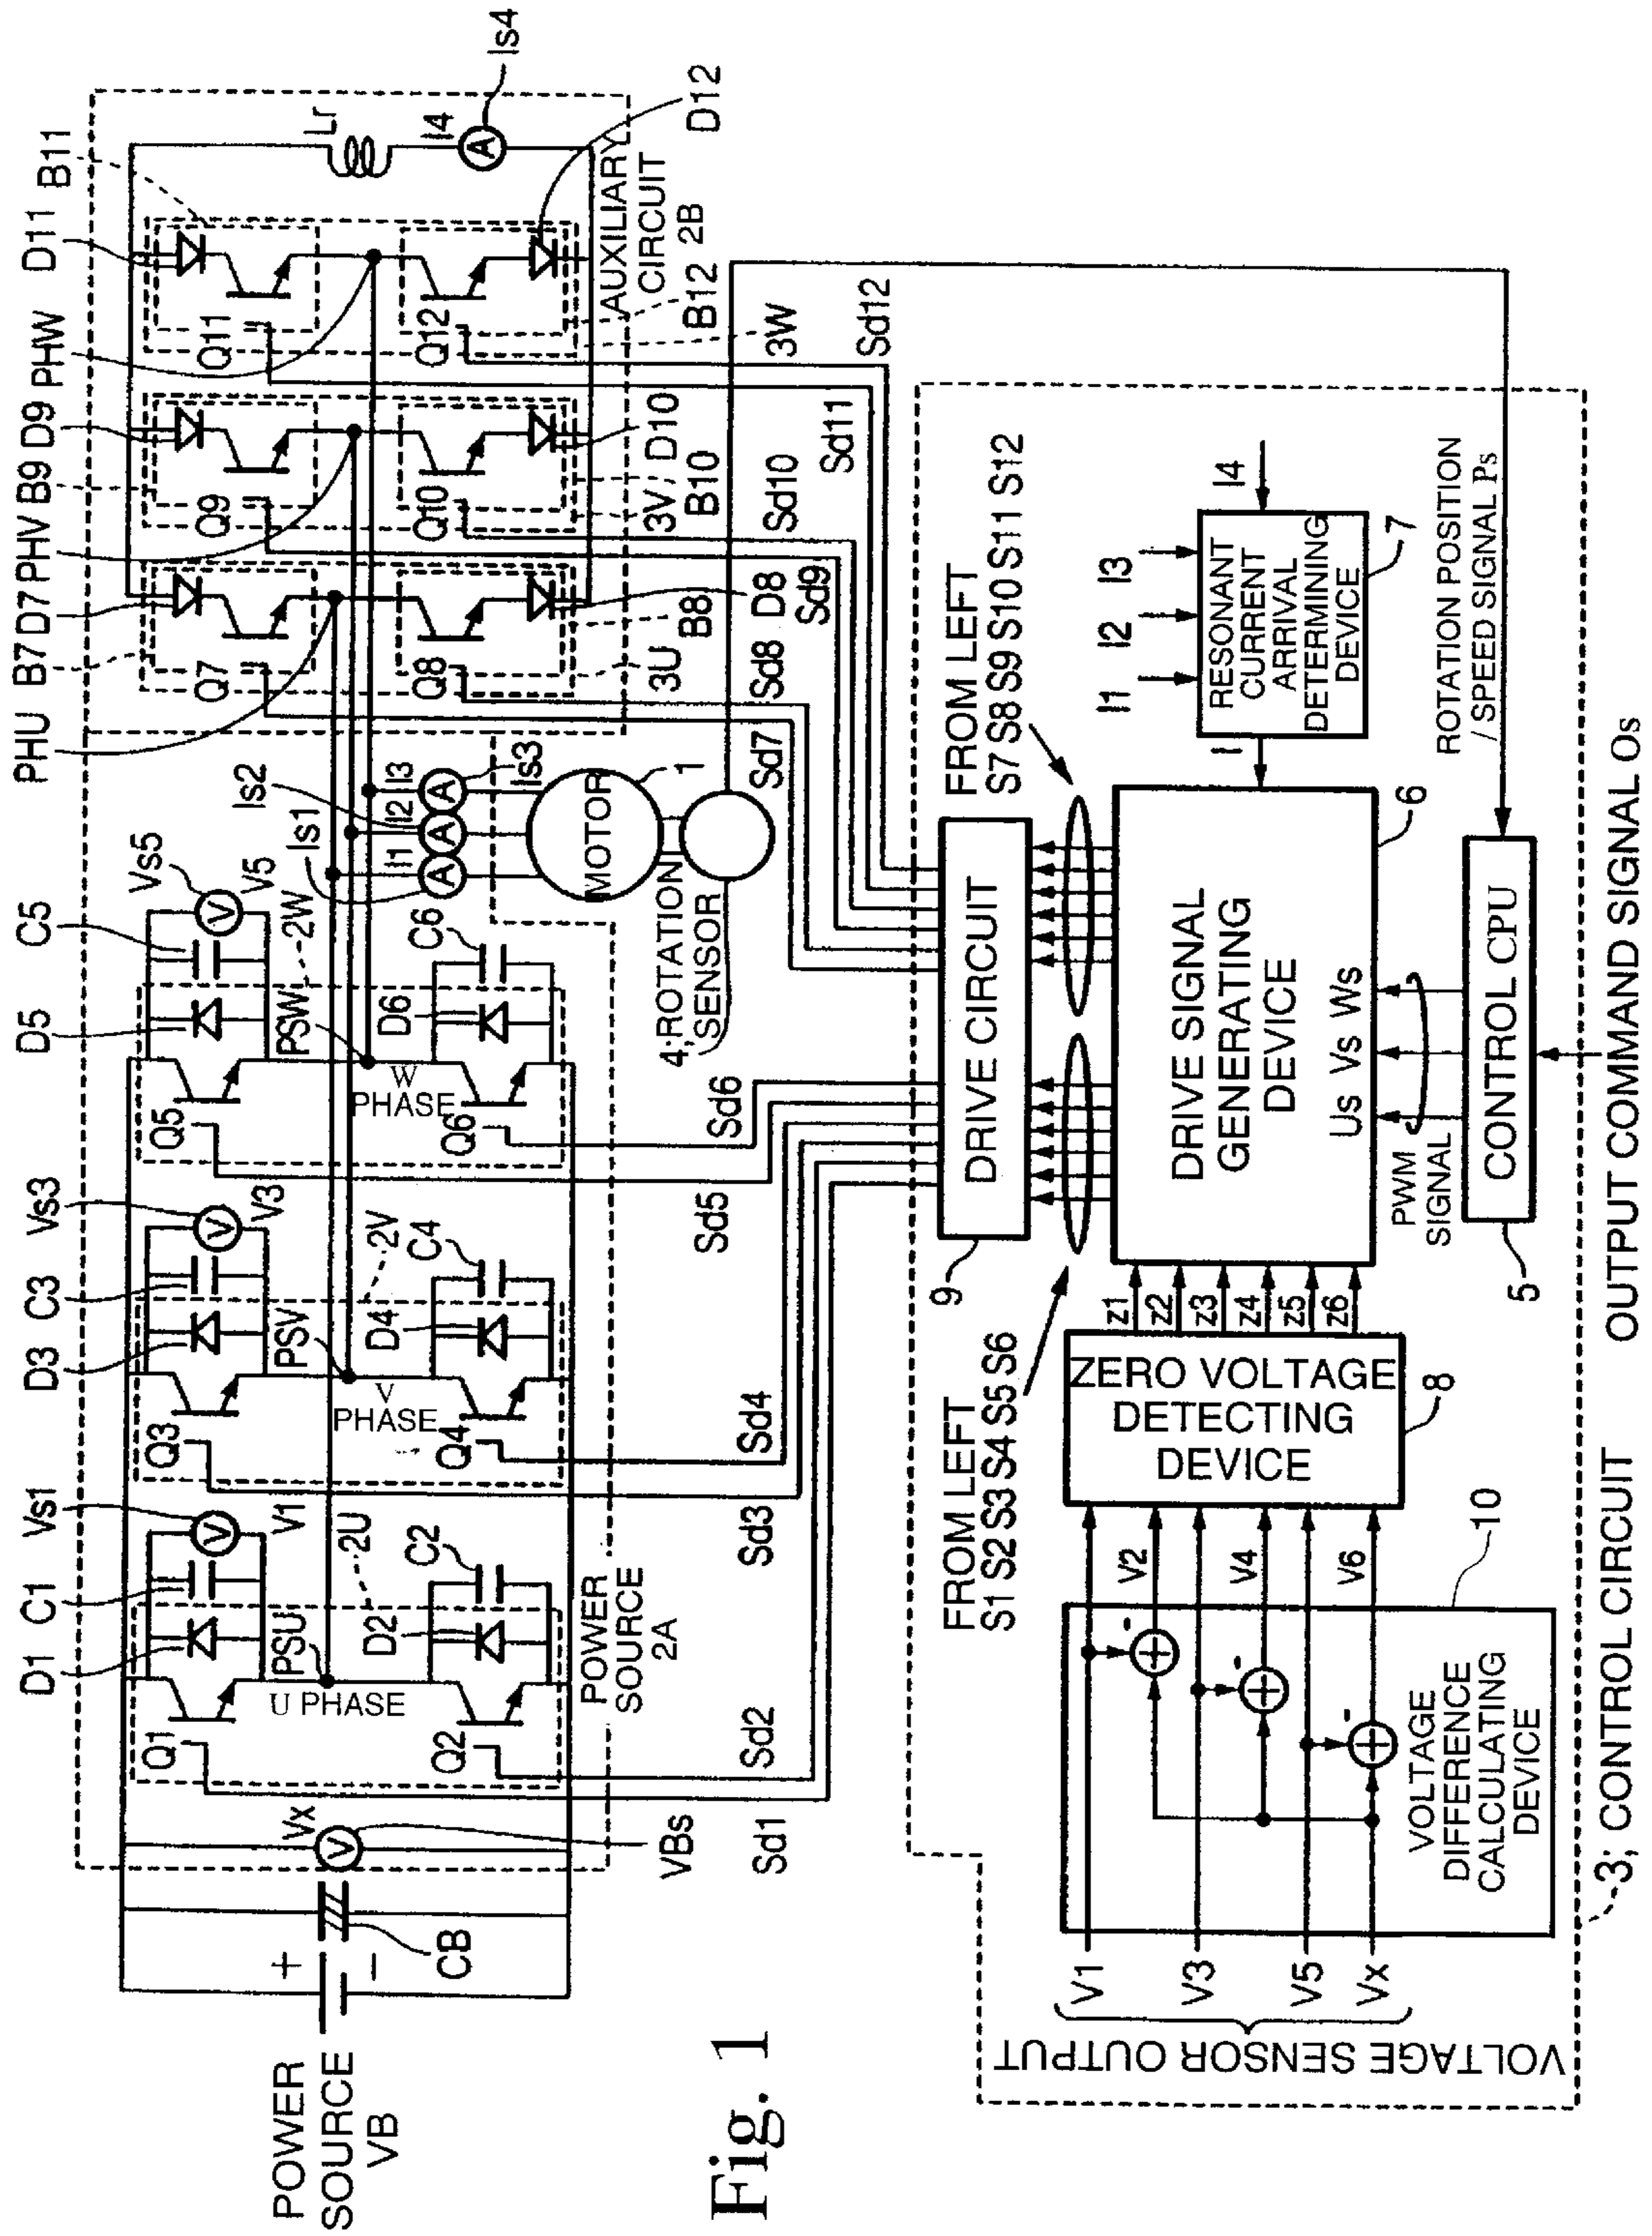 Fig. 1
POWER
SOURCE
VB
+
−
CB
Vx
VBs
D1
C1
Vs1
V1
Q1
PSU
U PHASE
2U
D2
C2
Q2
POWER
SOURCE
2A
D3
C3
Vs3
V3
Q3
PSV
V
PHASE
2V
D4
C4
Q4
D5
C5
Vs5
V5
V
V
V
V
Q5
PSW
W
PHASE
2W
D6
C6
Q6
Is1
Is2
Is3
I1
I2
I3
A
A
A
MOTOR
1
4; ROTATION
SENSOR
PHU
B7
D7
PHV
B9
D9
PHW
D11
B11
Q7
Q9
Q11
Q8
Q10
Q12
3U
B8
D8
3V
B10
D10
3W
B12
D12
AUXILIARY
CIRCUIT
2B
Lr
I4
A
Is4
Sd1
Sd2
Sd3
Sd4
Sd5
Sd6
Sd7
Sd8
Sd9
Sd10
Sd11
Sd12
FROM LEFT
S1 S2 S3 S4 S5 S6
FROM LEFT
S7 S8 S9 S10 S11 S12
9
DRIVE CIRCUIT
DRIVE SIGNAL
GENERATING
DEVICE
6
Us Vs Ws
PWM
SIGNAL
CONTROL CPU
5
OUTPUT COMMAND SIGNAL Os
ROTATION POSITION
/ SPEED SIGNAL Ps
I1
I2
I3
I4
RESONANT
CURRENT
ARRIVAL
DETERMINING
DEVICE
7
I
z1
z2
z3
z4
z5
z6
ZERO VOLTAGE
DETECTING
DEVICE
8
V2
V4
V6
-
-
-
VOLTAGE
DIFFERENCE
CALCULATING
DEVICE
10
V1
V3
V5
Vx
VOLTAGE SENSOR OUTPUT
3; CONTROL CIRCUIT